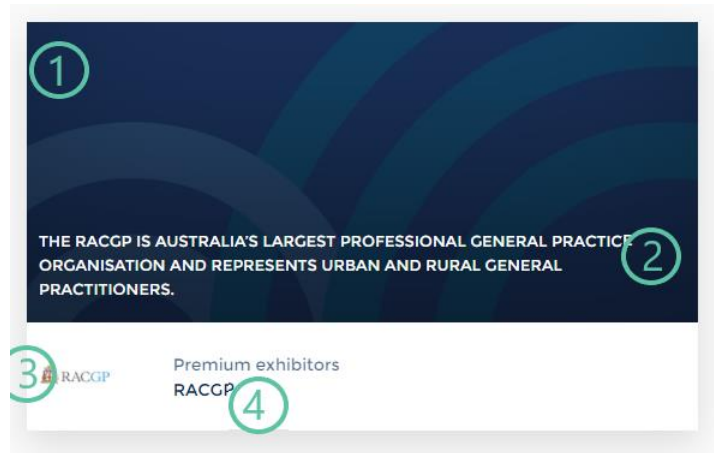 1
THE RACGP IS AUSTRALIA'S LARGEST PROFESSIONAL GENERAL PRACTICE
2
ORGANISATION AND REPRESENTS URBAN AND RURAL GENERAL
PRACTITIONERS.
3
RACGP
Premium exhibitors
RACGP
4